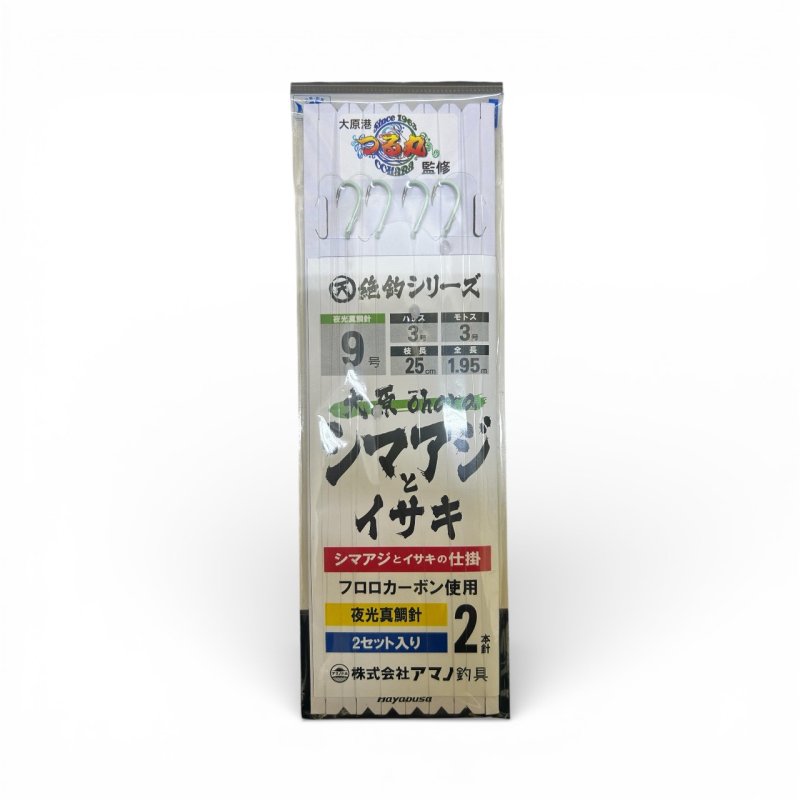 大原港
Since 1963
つる丸
OOHARA
監修
天 絶釣シリーズ
夜光真鯛針
9号
ハリス
3号
モトス
3号
枝長
25cm
全長
1.95m
大原 ōhara
シマアジ
と
イサキ
シマアジとイサキの仕掛
フロロカーボン使用
夜光真鯛針
2セット入り
2本針
株式会社アマノ釣具
Hayabusa